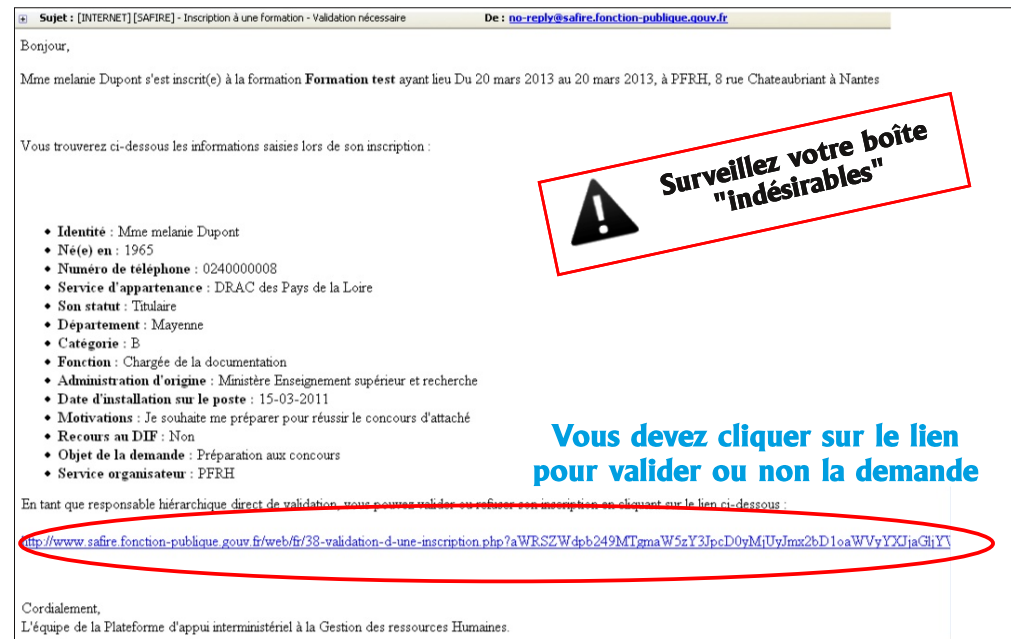 Sujet : [INTERNET] [SAFIRE] - Inscription à une formation - Validation nécessaire De : no-reply@safire.fonction-publique.gouv.fr
Bonjour,
Mme melanie Dupont s'est inscrit(e) à la formation Formation test ayant lieu Du 20 mars 2013 au 20 mars 2013, à PFRH, 8 rue Chateaubriant à Nantes
Surveillez votre boîte
"indésirables"
Vous trouverez ci-dessous les informations saisies lors de son inscription :
• Identité : Mme melanie Dupont
• Né(e) en : 1965
• Numéro de téléphone : 0240000008
• Service d'appartenance : DRAC des Pays de la Loire
• Son statut : Titulaire
• Département : Mayenne
• Catégorie : B
• Fonction : Chargée de la documentation
• Administration d'origine : Ministère Enseignement supérieur et recherche
• Date d'installation sur le poste : 15-03-2011
• Motivations : Je souhaite me préparer pour réussir le concours d'attaché
• Recours au DIF : Non
• Objet de la demande : Préparation aux concours
• Service organisateur : PFRH
Vous devez cliquer sur le lien
pour valider ou non la demande
En tant que responsable hiérarchique direct de validation, vous pouvez valider ou refuser son inscription en cliquant sur le lien ci-dessous :
http://www.safire.fonction-publique.gouv.fr/web/fr/38-validation-d-une-inscription.php?aWRSZWdpb249MTgmaW5zY3JpcD0yMjUyJmx2bD1oaWVyYXJjaGljYV
Cordialement,
L'équipe de la Plateforme d'appui interministériel à la Gestion des ressources Humaines.